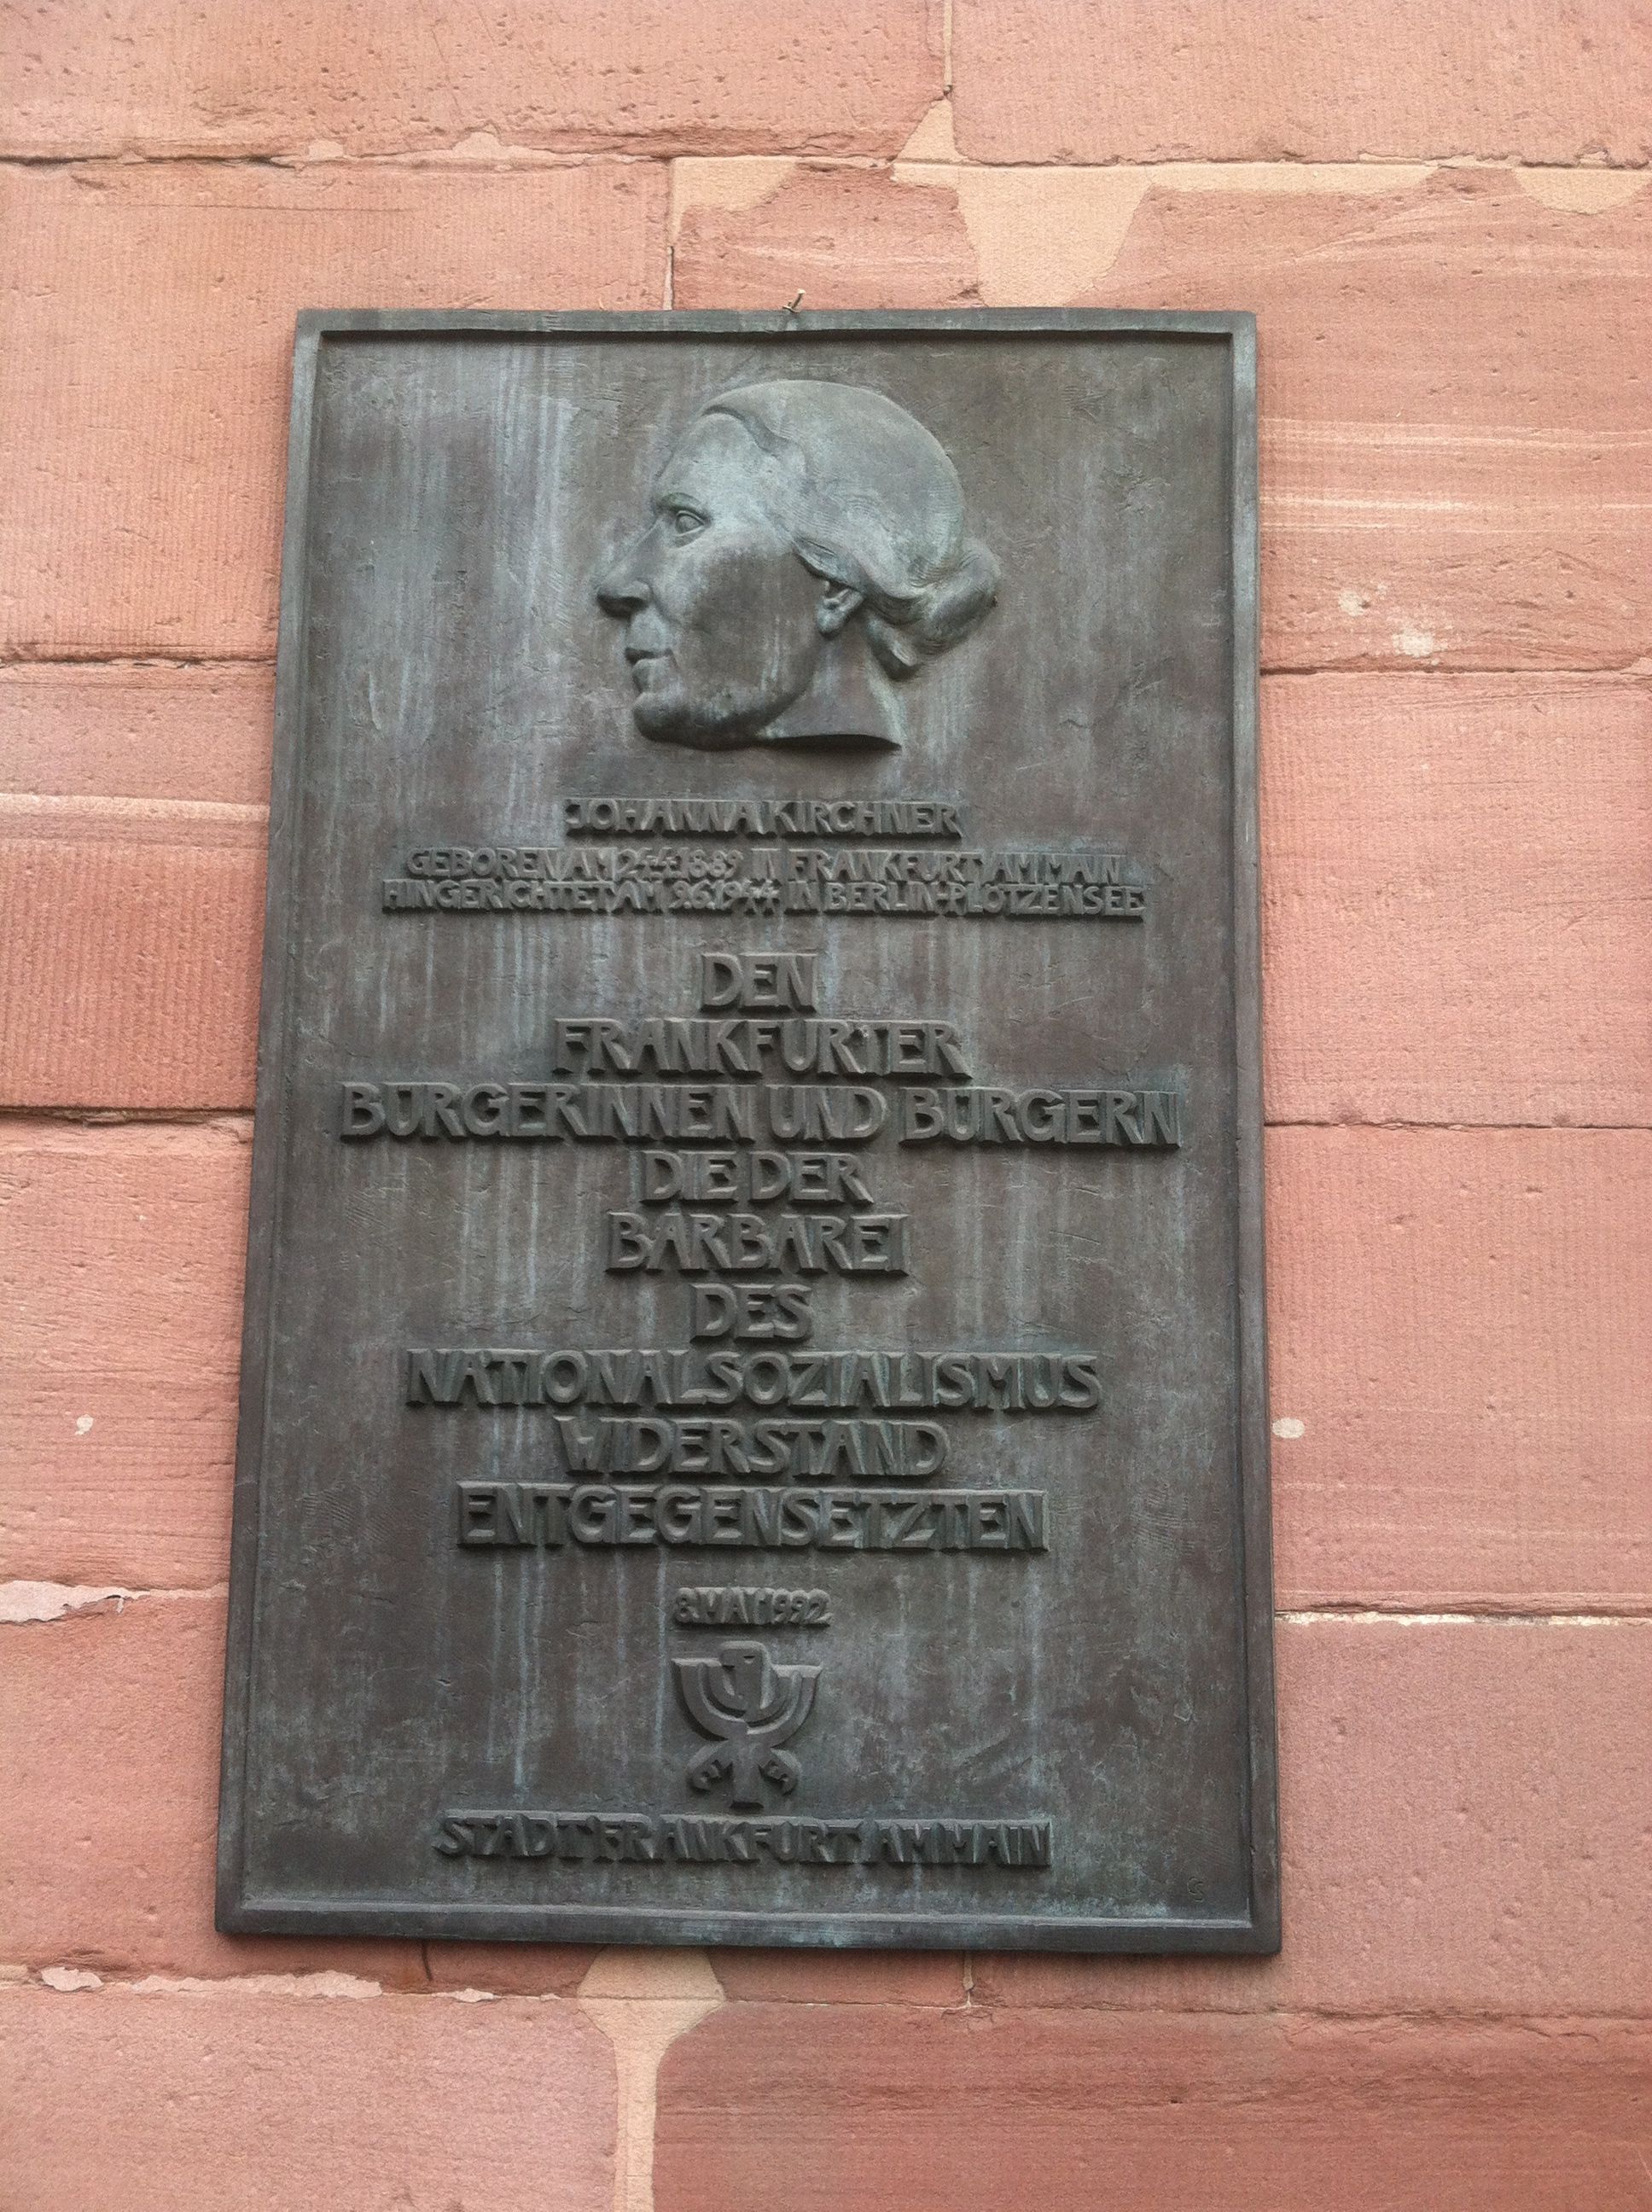 JOHANNA KIRCHNER
GEBOREN AM 24.4.1889 IN FRANKFURT AM MAIN
HINGERICHTET AM 9.6.1944 IN BERLIN-PLÖTZENSEE
DEN
FRANKFURTER
BÜRGERINNEN UND BÜRGERN
DIE DER
BARBAREI
DES
NATIONALSOZIALISMUS
WIDERSTAND
ENTGEGENSETZTEN
8. MAI 1992
STADT FRANKFURT AM MAIN